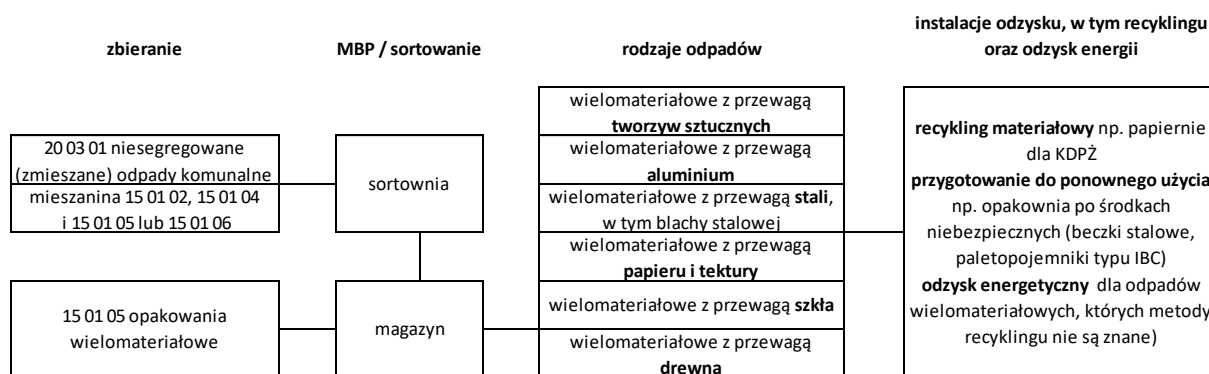 zbieranie
MBP / sortowanie
rodzaje odpadów
instalacje odzysku, w tym recyklingu
oraz odzysk energii
20 03 01 niesegregowane
(zmieszane) odpady komunalne
mieszanina 15 01 02, 15 01 04
i 15 01 05 lub 15 01 06
15 01 05 opakowania
wielomateriałowe
sortownia
magazyn
wielomateriałowe z przewagą
tworzyw sztucznych
wielomateriałowe z przewagą
aluminium
wielomateriałowe z przewagą stali,
w tym blachy stalowej
wielomateriałowe z przewagą
papieru i tektury
wielomateriałowe z przewagą szkła
wielomateriałowe z przewagą
drewna
recykling materiałowy np. papiernie
dla KDPŻ
przygotowanie do ponownego użycia
np. opakownia po środkach
niebezpiecznych (beczki stalowe,
paletopojemniki typu IBC)
odzysk energetyczny dla odpadów
wielomateriałowych, których metody
recyklingu nie są znane)